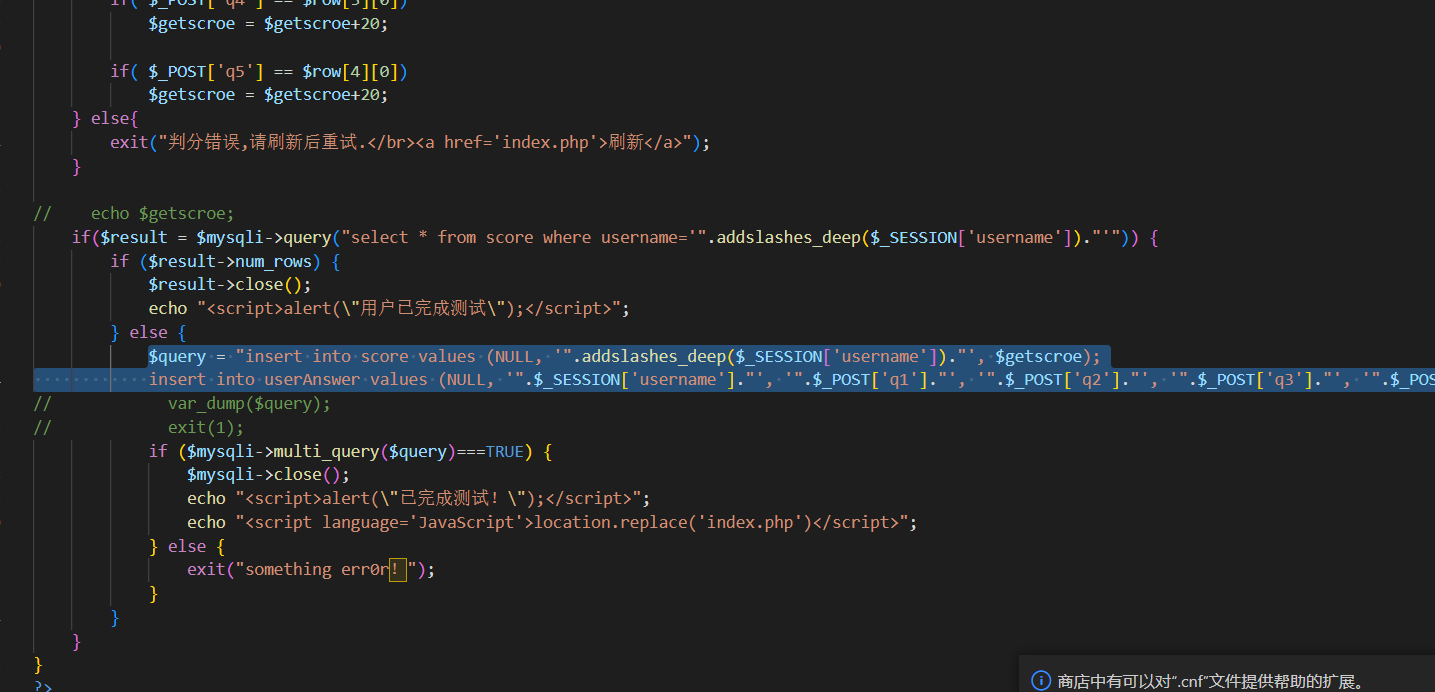 if( $_POST['q4'] == $row[3][0])
$getscroe = $getscroe+20;
if( $_POST['q5'] == $row[4][0])
$getscroe = $getscroe+20;
} else{
exit("判分错误,请刷新后重试.</br><a href='index.php'>刷新</a>");
}
//    echo $getscroe;
if($result = $mysqli->query("select * from score where username='".addslashes_deep($_SESSION['username'])."'")) {
if ($result->num_rows) {
$result->close();
echo "<script>alert(\"用户已完成测试\");</script>";
} else {
$query = "insert into score values (NULL, '".addslashes_deep($_SESSION['username'])."', $getscroe);
insert into userAnswer values (NULL, '".$_SESSION['username']."', '".$_POST['q1']."', '".$_POST['q2']."', '".$_POST['q3']."', '".$_POS
//            var_dump($query);
//            exit(1);
if ($mysqli->multi_query($query)===TRUE) {
$mysqli->close();
echo "<script>alert(\"已完成测试！\");</script>";
echo "<script language='JavaScript'>location.replace('index.php')</script>";
} else {
exit("something err0r！");
}
}
}
}
?>
商店中有可以对“.cnf”文件提供帮助的扩展。